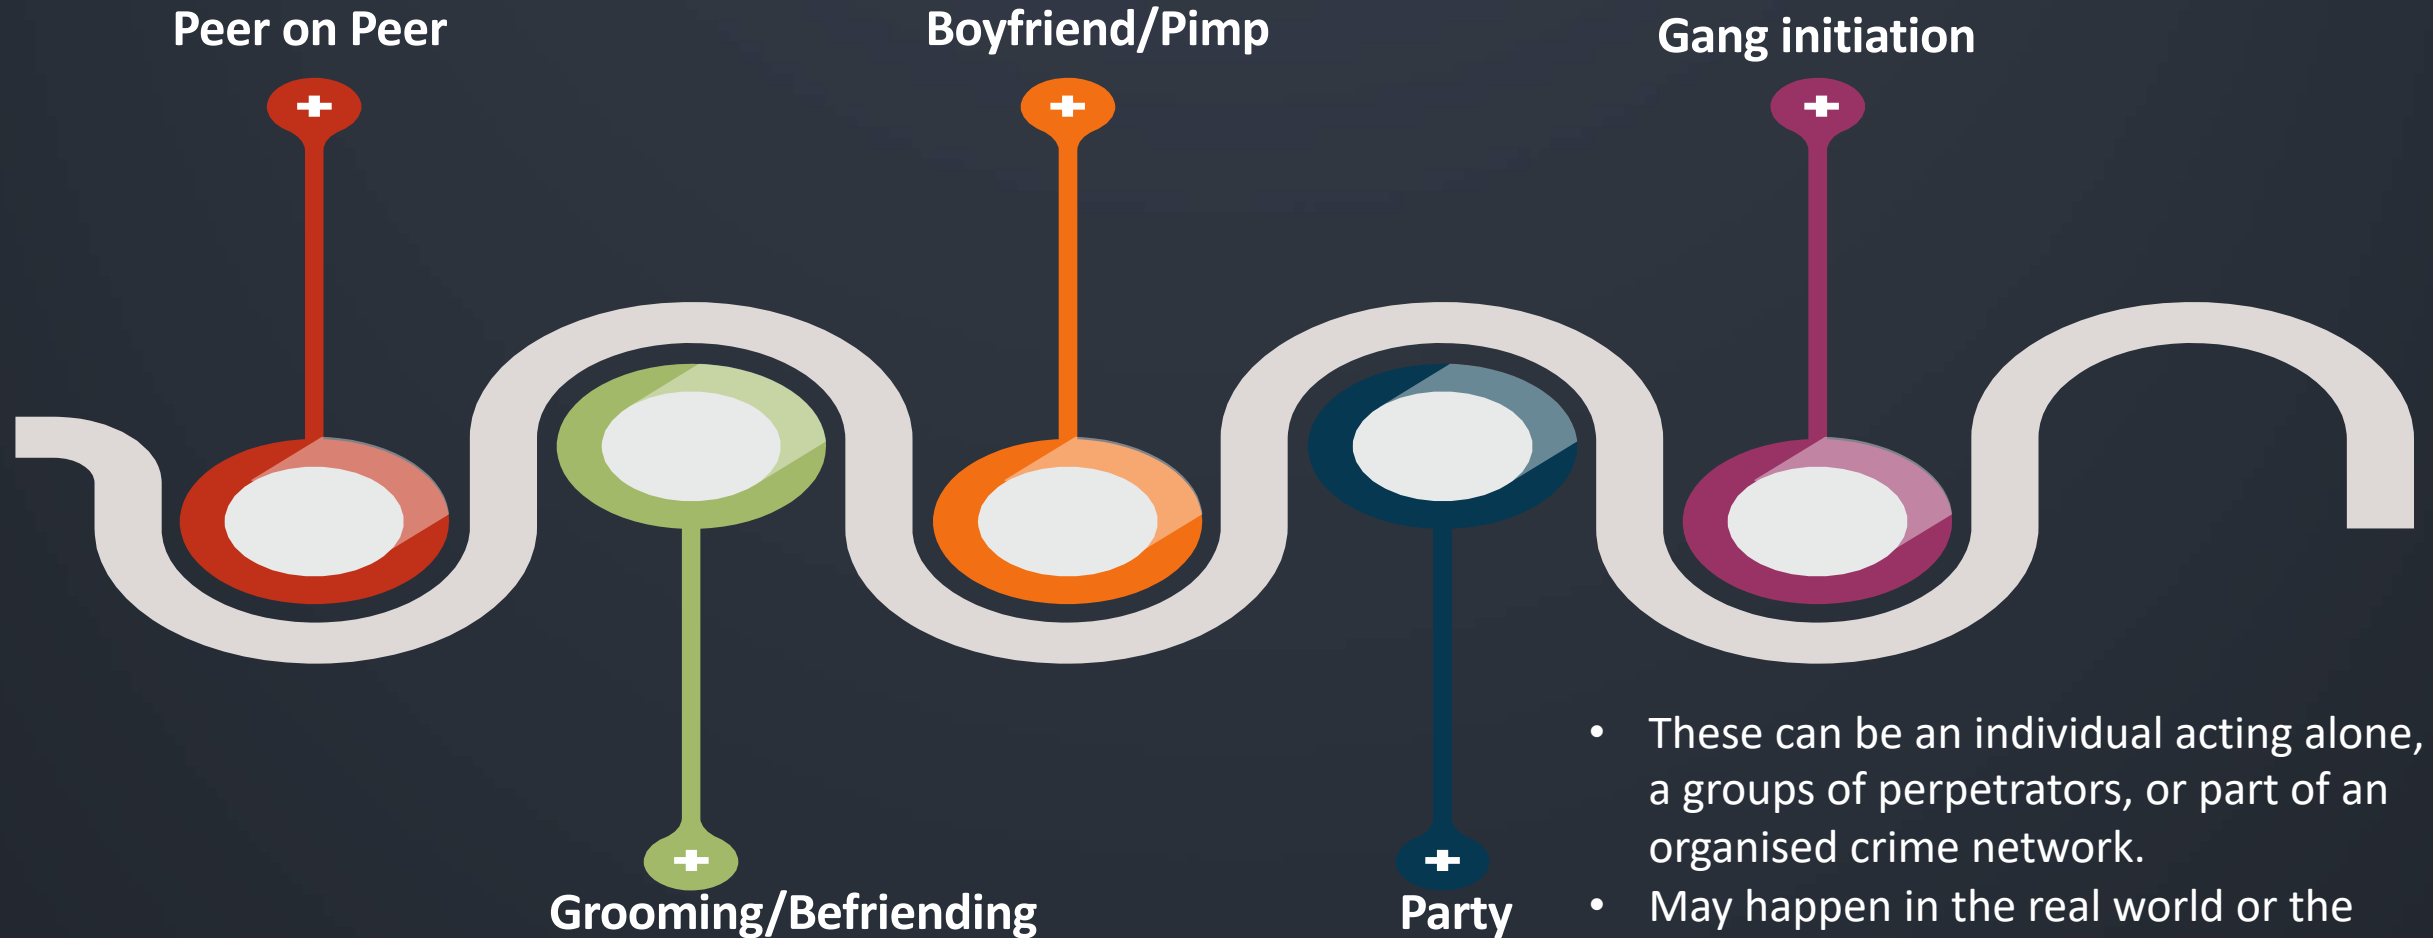 Peer on Peer
Boyfriend/Pimp
Gang initiation
Grooming/Befriending
Party
• These can be an individual acting alone,
a groups of perpetrators, or part of an
organised crime network.
• May happen in the real world or the